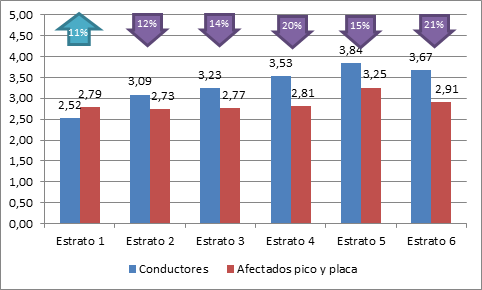 5,00
4,50
4,00
3,50
3,00
2,50
2,00
1,50
1,00
0,50
0,00
11% 12% 14% 20% 15% 21%
2,52 2,79 3,09 2,73 3,23 2,77 3,53 2,81 3,84 3,25 3,67 2,91
Estrato 1 Estrato 2 Estrato 3 Estrato 4 Estrato 5 Estrato 6
Conductores Afectados pico y placa